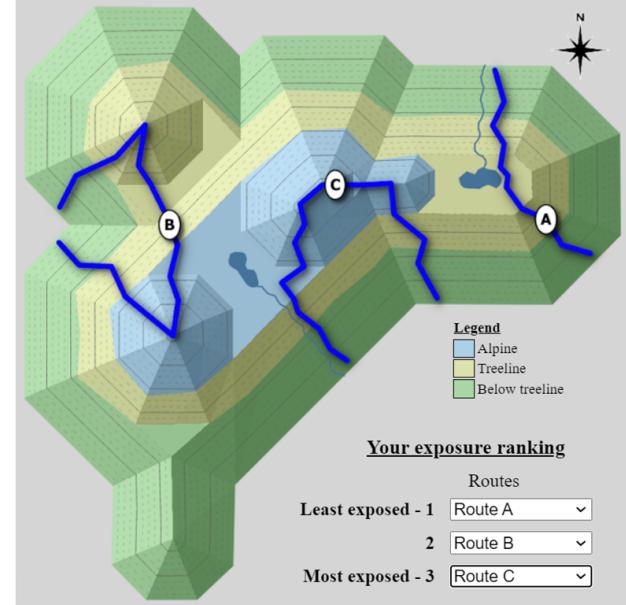 N
C
B
A
Legend
Alpine
Treeline
Below treeline
Your exposure ranking
Routes
Least exposed - 1 Route A
2 Route B
Most exposed - 3 Route C